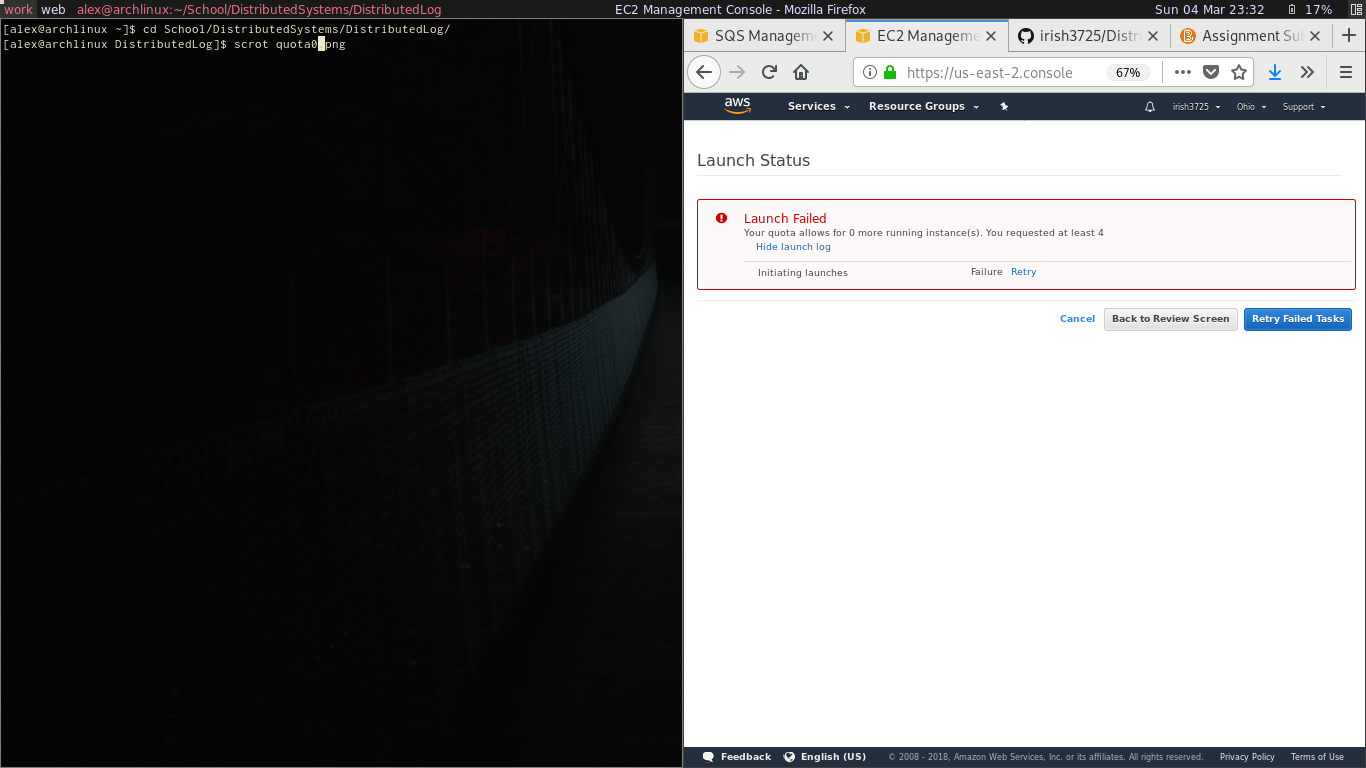 work web alex@archlinux:~/School/DistributedSystems/DistributedLog EC2 Management Console - Mozilla Firefox Sun 04 Mar 23:32 17%
[alex@archlinux ~]$ cd School/DistributedSystems/DistributedLog/
[alex@archlinux DistributedLog]$ scrot quota0.png
SQS Managem EC2 Manageme irish3725/Distri Assignment Su
https://us-east-2.console 67%
aws Services Resource Groups irish3725 Ohio Support
Launch Status
Launch Failed
Your quota allows for 0 more running instance(s). You requested at least 4
Hide launch log
Initiating launches Failure Retry
Cancel Back to Review Screen Retry Failed Tasks
Feedback English (US) © 2008 - 2018, Amazon Web Services, Inc. or its affiliates. All rights reserved. Privacy Policy Terms of Use